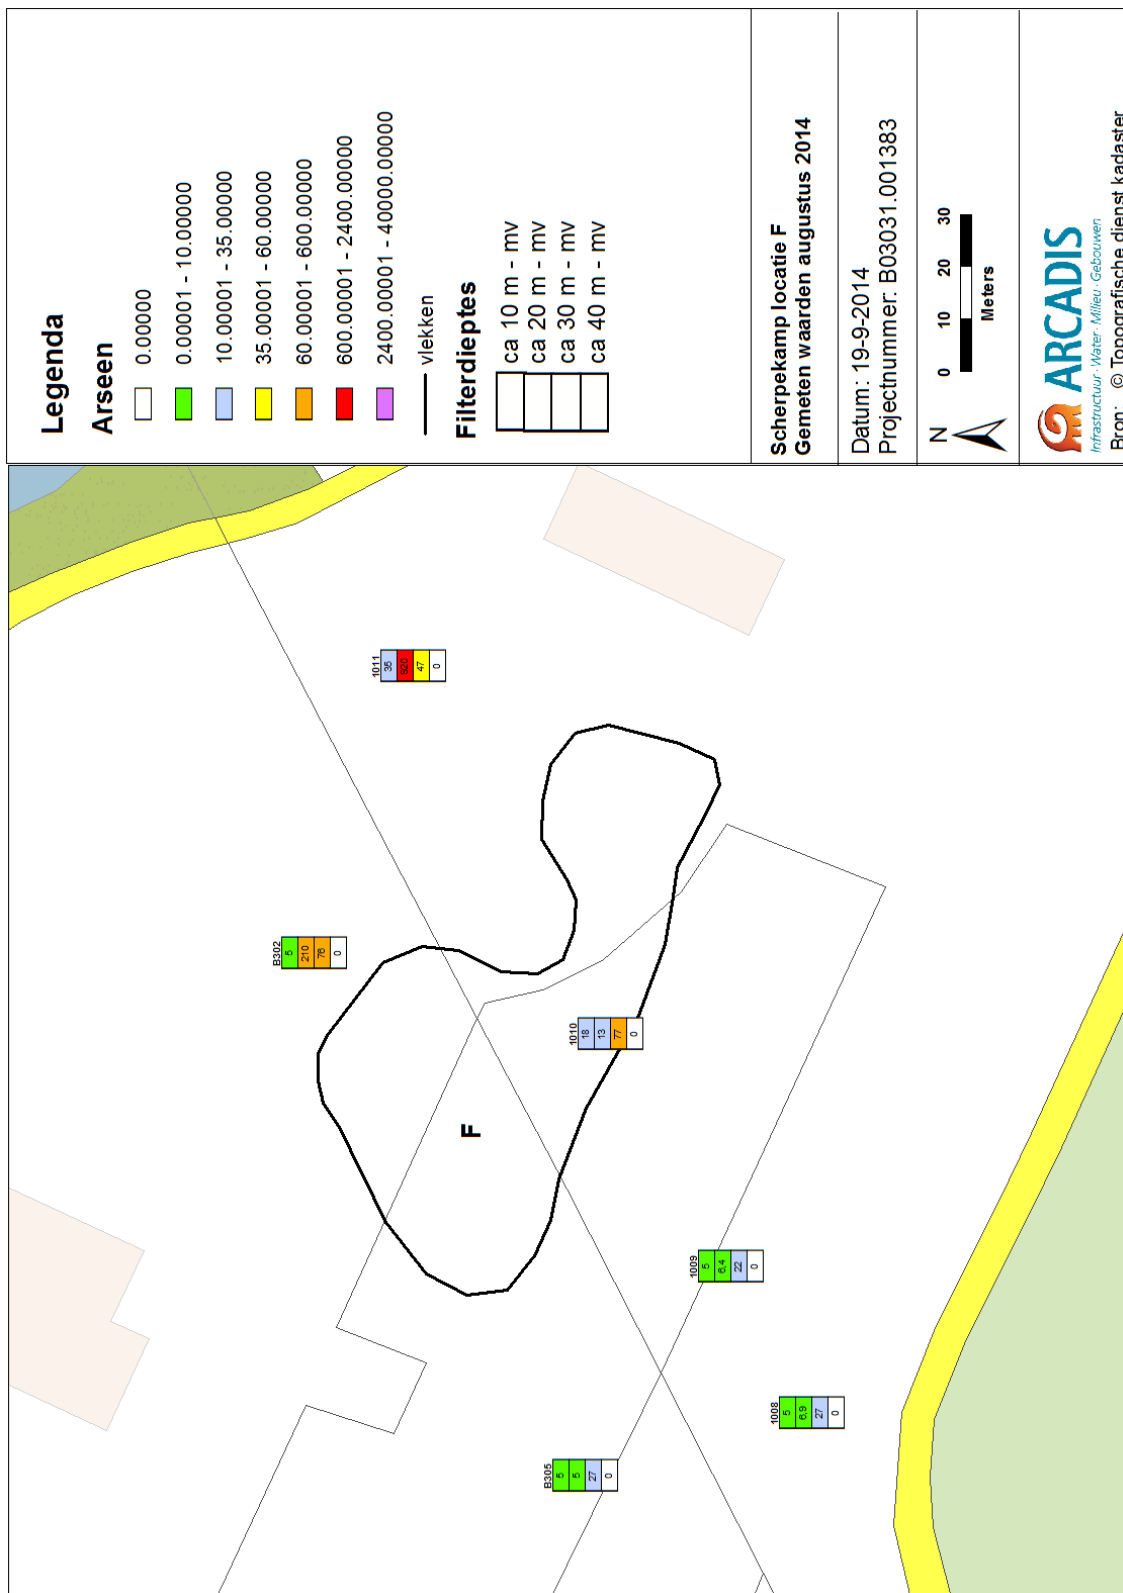 Legenda
Arseen
0.00000
0.00001 - 10.00000
10.00001 - 35.00000
35.00001 - 60.00000
60.00001 - 600.00000
600.00001 - 2400.00000
2400.00001 - 40000.00000
vlekken
Filterdieptes
ca 10 m - mv
ca 20 m - mv
ca 30 m - mv
ca 40 m - mv
Scherpekamp locatie F
Gemeten waarden augustus 2014
Datum: 19-9-2014
Projectnummer: B03031.001383
N
0 10 20 30
Meters
ARCADIS
Infrastructuur · Water · Milieu · Gebouwen
Bron: © Topografische dienst kadaster
B305
5
5
27
0
1008
5
6,9
27
0
1009
5
6,4
22
0
F
1010
18
13
77
0
B302
5
210
76
0
1011
35
47
0